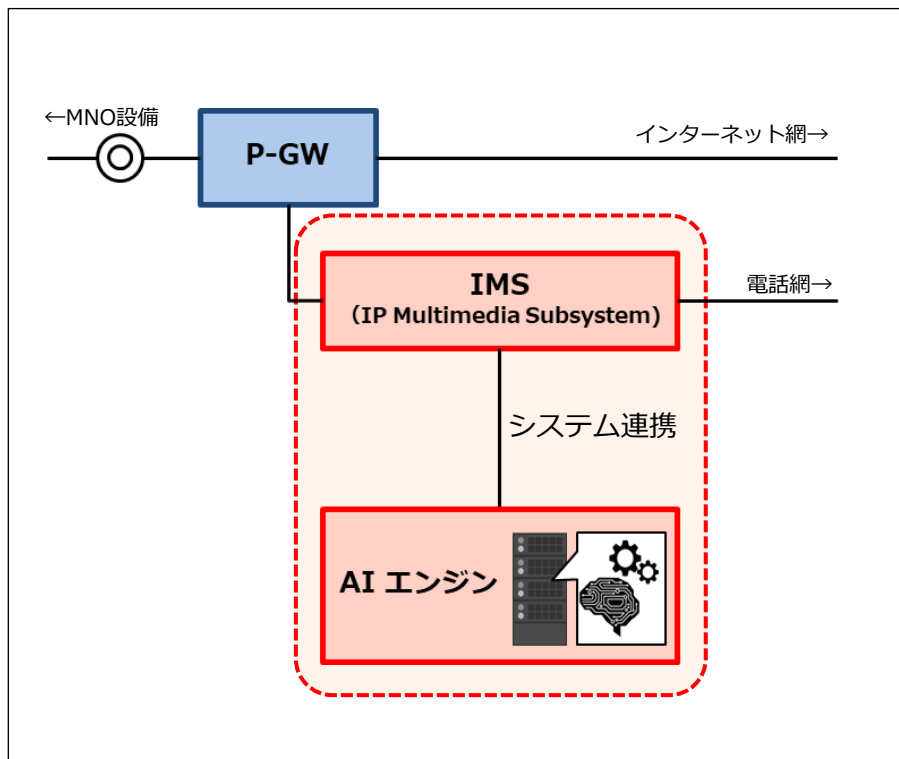 ←MNO設備
P-GW
インターネット網→
IMS
（IP Multimedia Subsystem)
電話網→
システム連携
AI エンジン